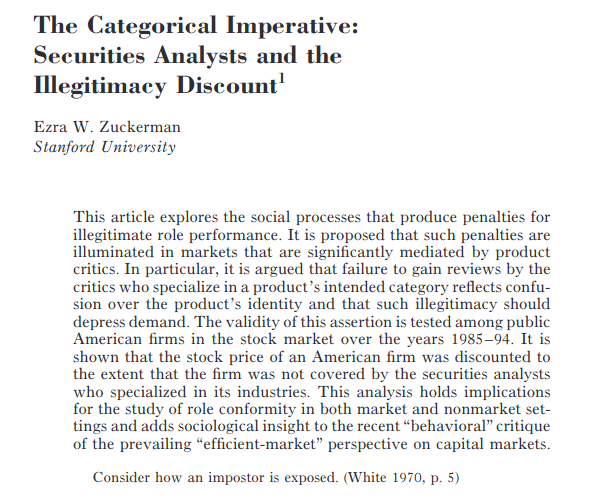 The Categorical Imperative:
Securities Analysts and the
Illegitimacy Discount1
Ezra W. Zuckerman
Stanford University
This article explores the social processes that produce penalties for
illegitimate role performance. It is proposed that such penalties are
illuminated in markets that are significantly mediated by product
critics. In particular, it is argued that failure to gain reviews by the
critics who specialize in a product's intended category reflects confu-
sion over the product's identity and that such illegitimacy should
depress demand. The validity of this assertion is tested among public
American firms in the stock market over the years 1985–94. It is
shown that the stock price of an American firm was discounted to
the extent that the firm was not covered by the securities analysts
who specialized in its industries. This analysis holds implications
for the study of role conformity in both market and nonmarket set-
tings and adds sociological insight to the recent “behavioral” critique
of the prevailing “efficient-market” perspective on capital markets.
Consider how an impostor is exposed. (White 1970, p. 5)